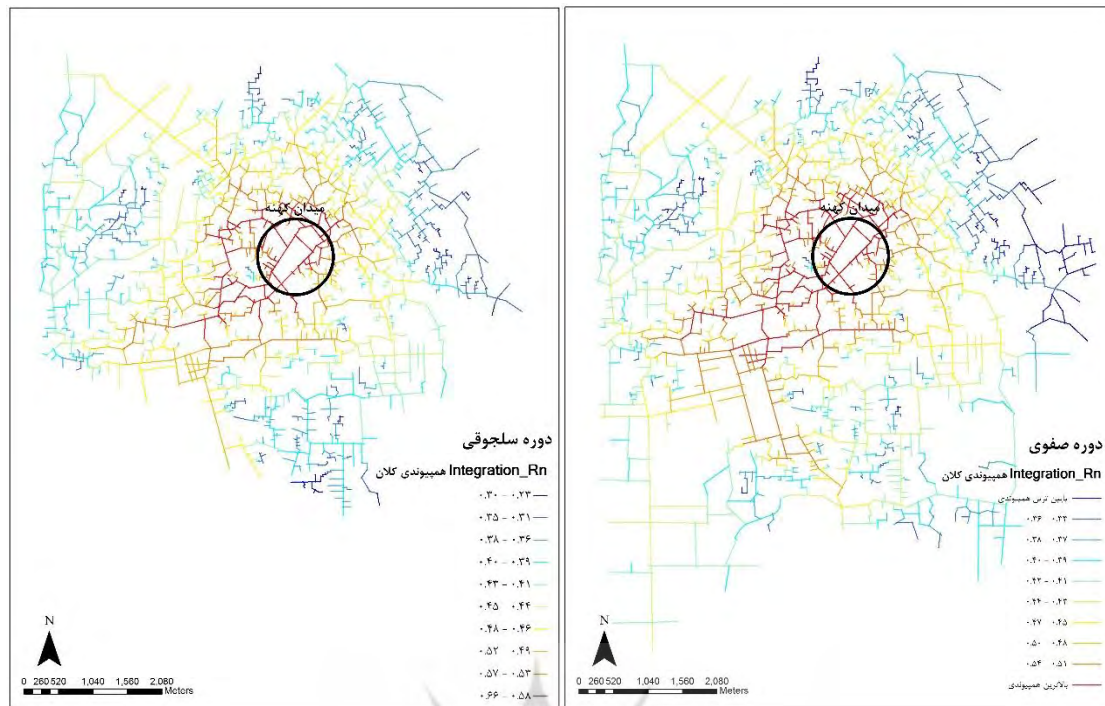 میدان کهنه
دوره سلجوقی
همپیوندی کلان Integration_Rn
۰.۳۰ - ۰.۲۳
۰.۳۵ - ۰.۳۱
۰.۳۸ - ۰.۳۶
۰.۴۰ - ۰.۳۹
۰.۴۳ - ۰.۴۱
۰.۴۵ ۰.۴۴
۰.۴۸ - ۰.۴۶
۰.۵۲ ۰.۴۹
۰.۵۷ - ۰.۵۳
۰.۶۶ - ۰.۵۸
N
0 260 520 1,040 1,560 2,080
Meters
میدان کهنه
دوره صفوی
همپیوندی کلان Integration_Rn
پایین ترین همپیوندی
۰.۳۶ ۰.۳۳
۰.۳۸ ۰.۳۷
۰.۴۰ - ۰.۳۹
۰.۴۲ - ۰.۴۱
۰.۴۴ - ۰.۴۳
۰.۴۷ ۰.۴۵
۰.۵۰ ۰.۴۸
۰.۵۴ ۰.۵۱
بالاترین همپیوندی
N
0 260 520 1,040 1,560 2,080
Meters